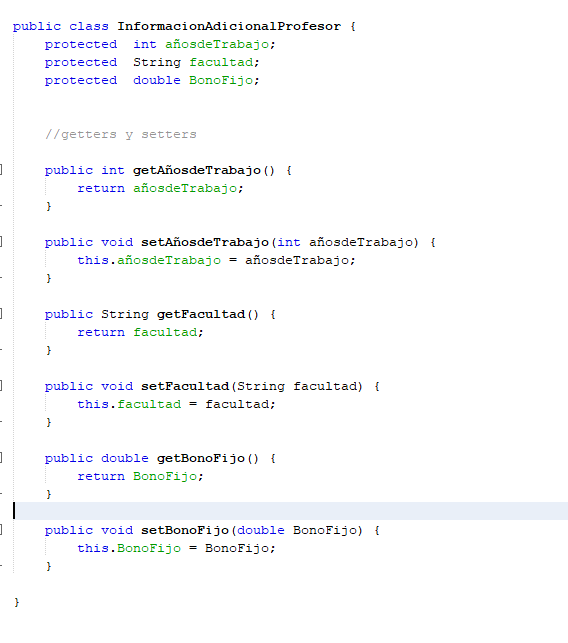 public class InformacionAdicionalProfesor {
protected  int añosdeTrabajo;
protected  String facultad;
protected  double BonoFijo;
//getters y setters
public int getAñosdeTrabajo() {
return añosdeTrabajo;
}
public void setAñosdeTrabajo(int añosdeTrabajo) {
this.añosdeTrabajo = añosdeTrabajo;
}
public String getFacultad() {
return facultad;
}
public void setFacultad(String facultad) {
this.facultad = facultad;
}
public double getBonoFijo() {
return BonoFijo;
}
public void setBonoFijo(double BonoFijo) {
this.BonoFijo = BonoFijo;
}
}